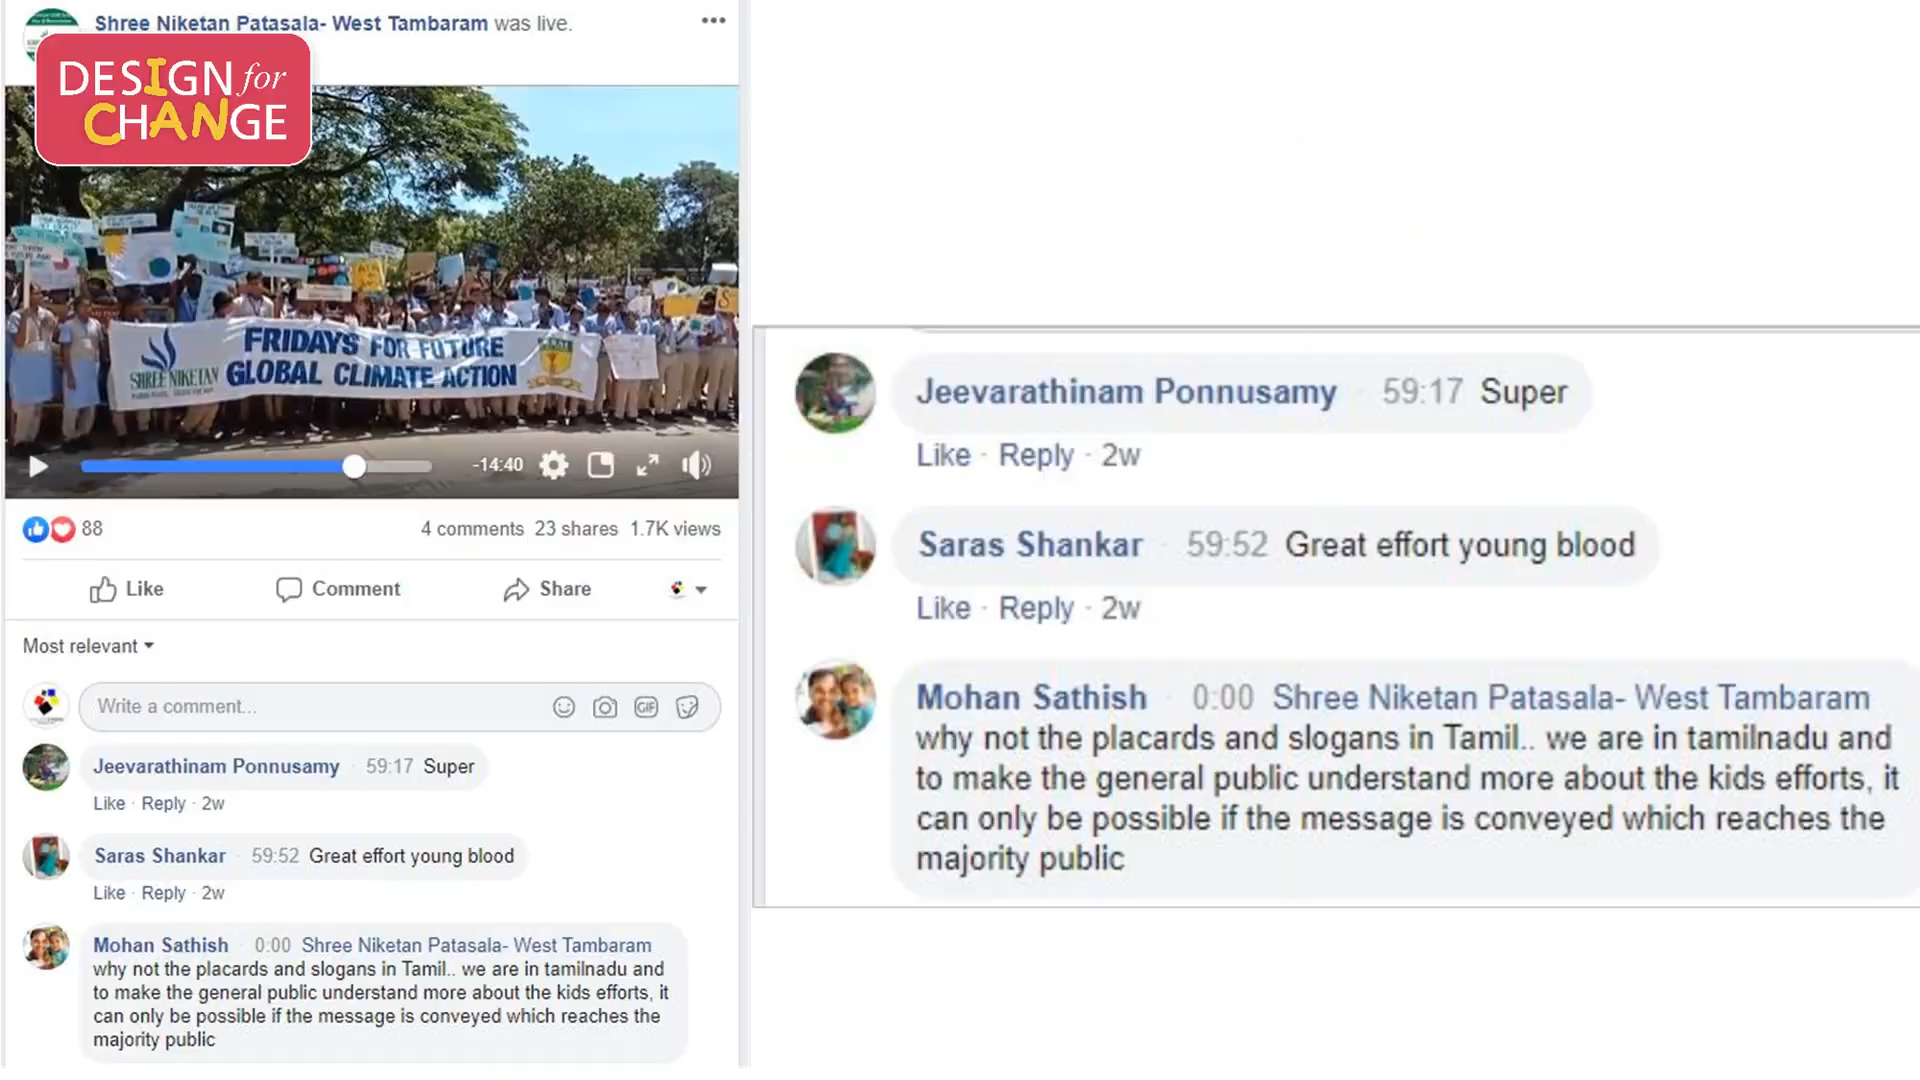 Shree Niketan Patasala- West Tambaram was live.
DESIGN for
CHANGE
FRIDAYS FOR FUTURE
GLOBAL CLIMATE ACTION
SHREE NIKETAN
-14:40
88
4 comments 23 shares 1.7K views
Like
Comment
Share
Most relevant
Write a comment...
GIF
Jeevarathinam Ponnusamy · 59:17 Super
Like · Reply · 2w
Saras Shankar · 59:52 Great effort young blood
Like · Reply · 2w
Mohan Sathish · 0:00 Shree Niketan Patasala- West Tambaram
why not the placards and slogans in Tamil.. we are in tamilnadu and
to make the general public understand more about the kids efforts, it
can only be possible if the message is conveyed which reaches the
majority public
Jeevarathinam Ponnusamy · 59:17 Super
Like · Reply · 2w
Saras Shankar · 59:52 Great effort young blood
Like · Reply · 2w
Mohan Sathish · 0:00 Shree Niketan Patasala- West Tambaram
why not the placards and slogans in Tamil.. we are in tamilnadu and
to make the general public understand more about the kids efforts, it
can only be possible if the message is conveyed which reaches the
majority public